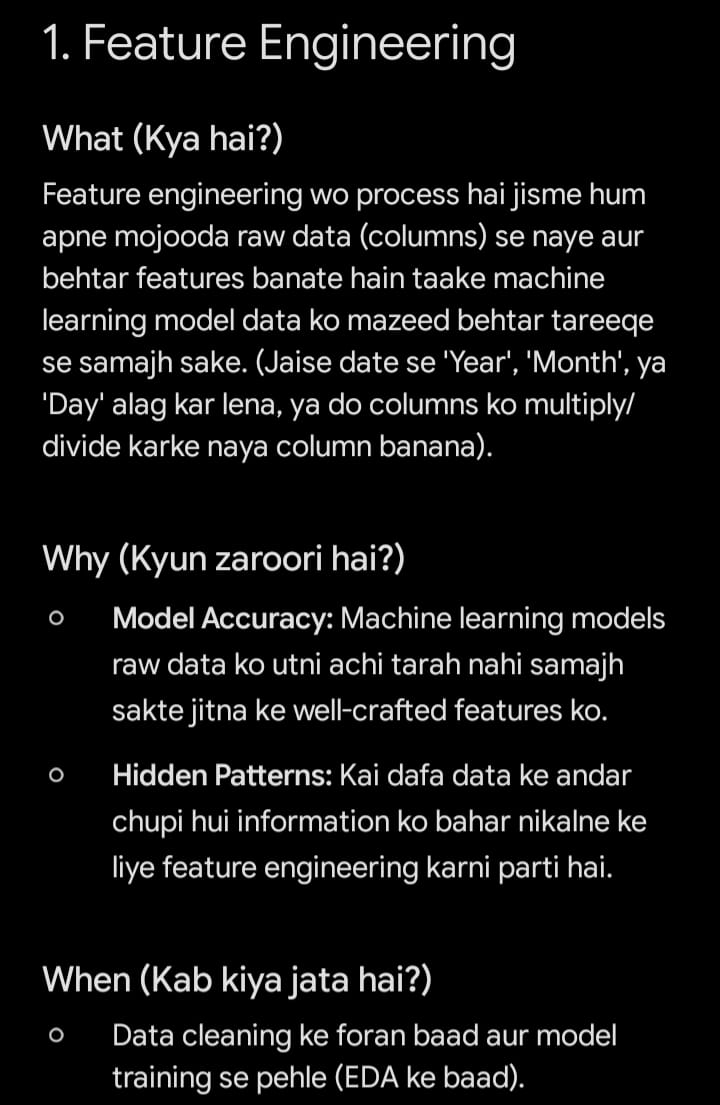 1. Feature Engineering
What (Kya hai?)
Feature engineering wo process hai jisme hum
apne mojooda raw data (columns) se naye aur
behtar features banate hain taake machine
learning model data ko mazeed behtar tareeqe
se samajh sake. (Jaise date se 'Year', 'Month', ya
'Day' alag kar lena, ya do columns ko multiply/
divide karke naya column banana).
Why (Kyun zaroori hai?)
Model Accuracy: Machine learning models
raw data ko utni achi tarah nahi samajh
sakte jitna ke well-crafted features ko.
Hidden Patterns: Kai dafa data ke andar
chupi hui information ko bahar nikalne ke
liye feature engineering karni parti hai.
When (Kab kiya jata hai?)
Data cleaning ke foran baad aur model
training se pehle (EDA ke baad).